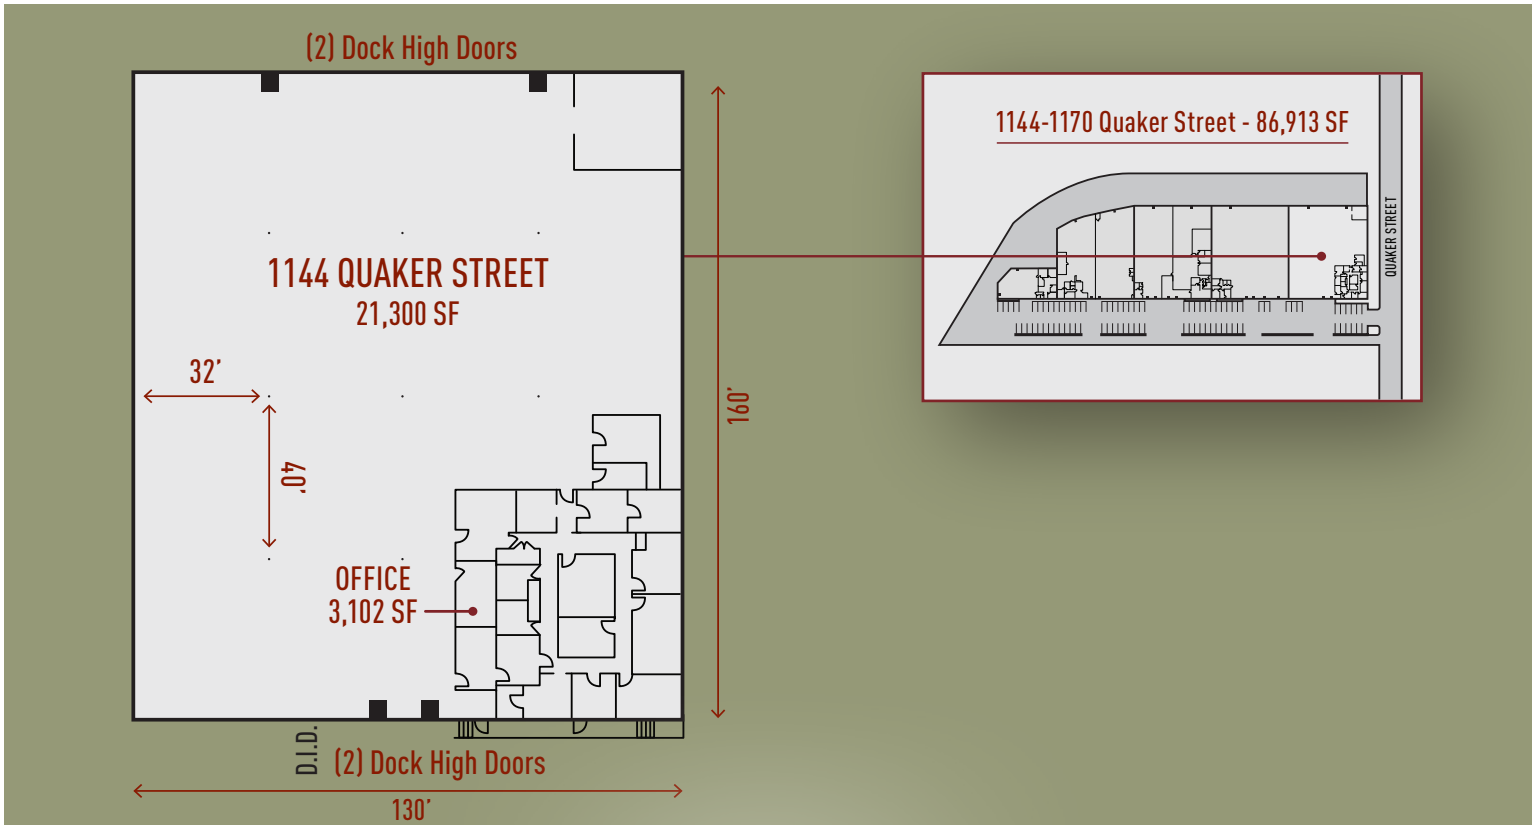 (2) Dock High Doors
1144 QUAKER STREET
21,300 SF
32’
40’
160’
OFFICE
3,102 SF
D.I.D.
(2) Dock High Doors
130’
1144-1170 Quaker Street - 86,913 SF
QUAKER STREET